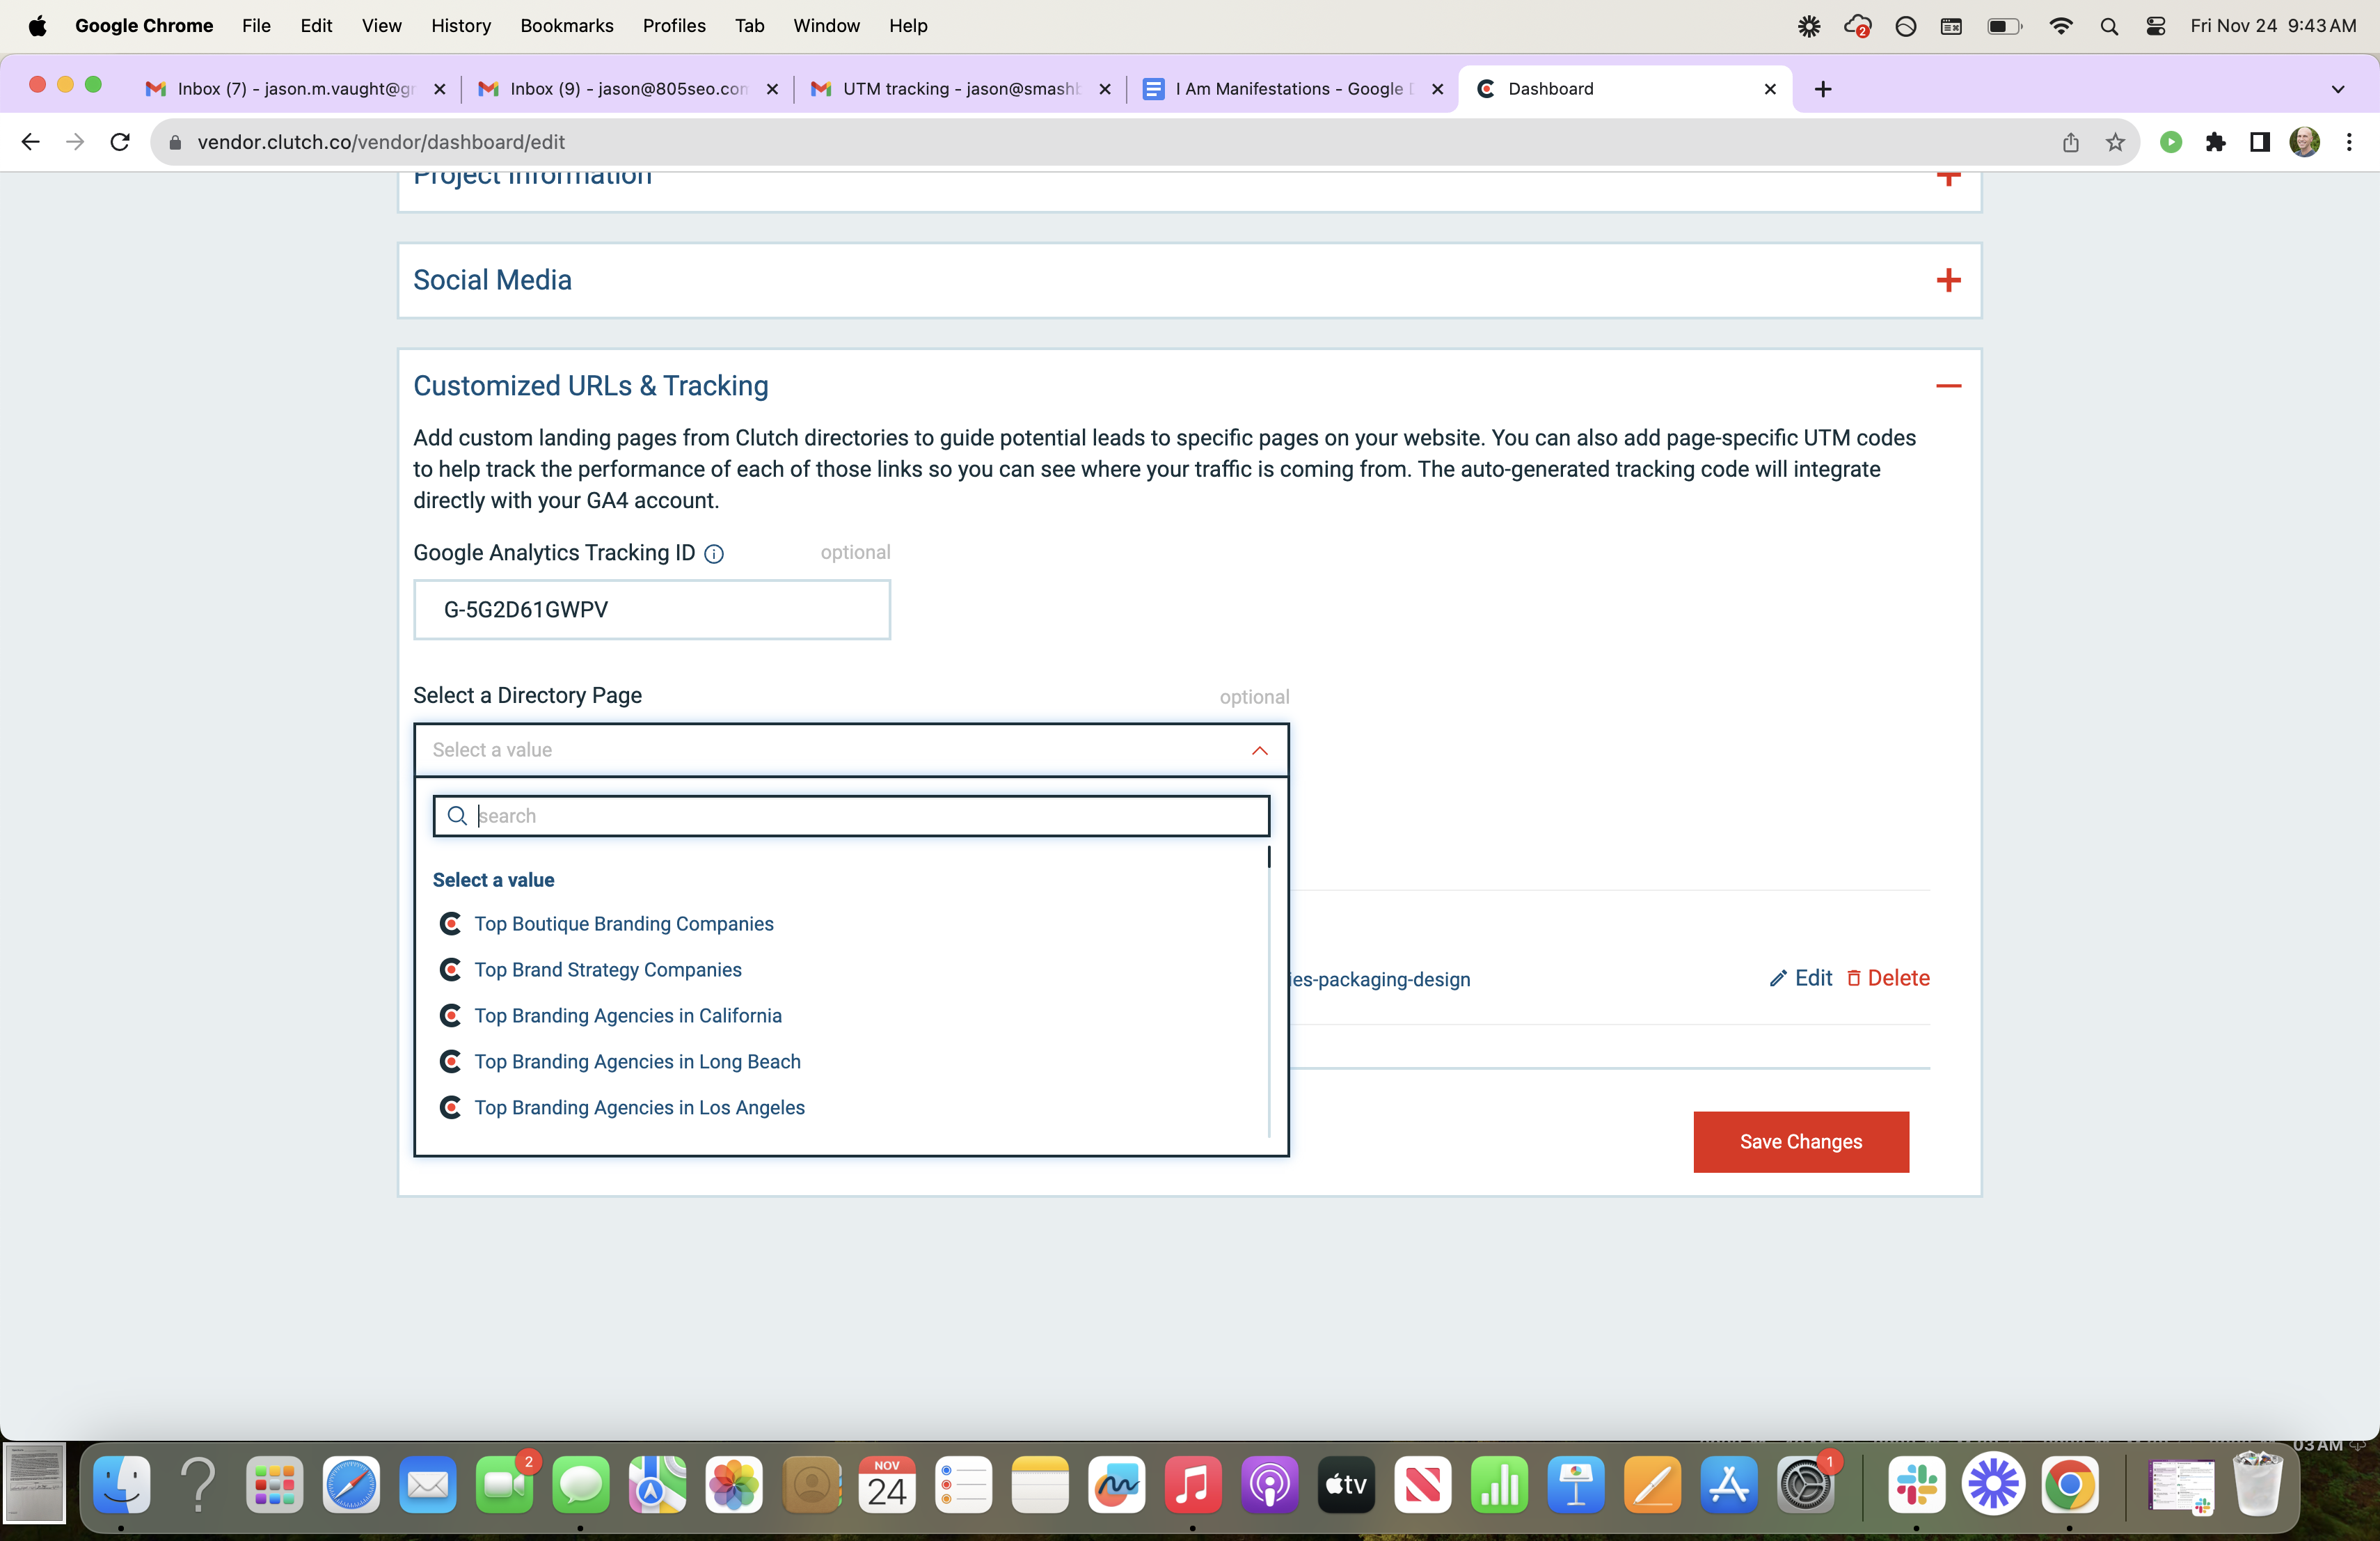 Google Chrome File Edit View History Bookmarks Profiles Tab Window Help 2 Fri Nov 24 9:43 AM
Inbox (7) - jason.m.vaught@gr Inbox (9) - jason@805seo.com UTM tracking - jason@smashb I Am Manifestations - Google D Dashboard
vendor.clutch.co/vendor/dashboard/edit
Project Information
Social Media
Customized URLs & Tracking
Add custom landing pages from Clutch directories to guide potential leads to specific pages on your website. You can also add page-specific UTM codes
to help track the performance of each of those links so you can see where your traffic is coming from. The auto-generated tracking code will integrate
directly with your GA4 account.
Google Analytics Tracking ID optional
G-5G2D61GWPV
Select a Directory Page optional
Select a value
search
Select a value
Top Boutique Branding Companies
Top Brand Strategy Companies
ies-packaging-design Edit Delete
Top Branding Agencies in California
Top Branding Agencies in Long Beach
Top Branding Agencies in Los Angeles
Save Changes
03 AM
2 NOV 24 tv 1